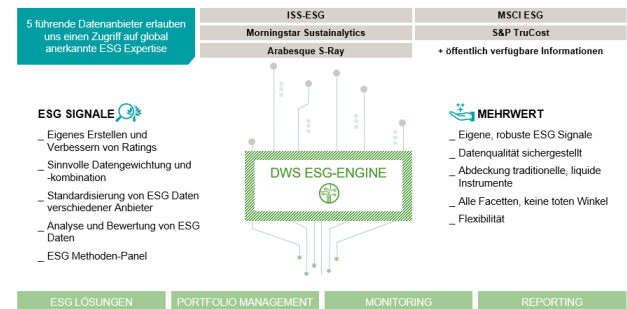 5 führende Datenanbieter erlauben
uns einen Zugriff auf global
anerkannte ESG Expertise
ISS-ESG
MSCI ESG
Morningstar Sustainalytics
S&P TruCost
Arabesque S-Ray
+ öffentlich verfügbare Informationen
ESG SIGNALE
_ Eigenes Erstellen und
Verbessern von Ratings
_ Sinnvolle Datengewichtung und
-kombination
_ Standardisierung von ESG Daten
verschiedener Anbieter
_ Analyse und Bewertung von ESG
Daten
_ ESG Methoden-Panel
DWS ESG-ENGINE
MEHRWERT
_ Eigene, robuste ESG Signale
_ Datenqualität sichergestellt
_ Abdeckung traditionelle, liquide
Instrumente
_ Alle Facetten, keine toten Winkel
_ Flexibilität
ESG LÖSUNGEN
PORTFOLIO MANAGEMENT
MONITORING
REPORTING